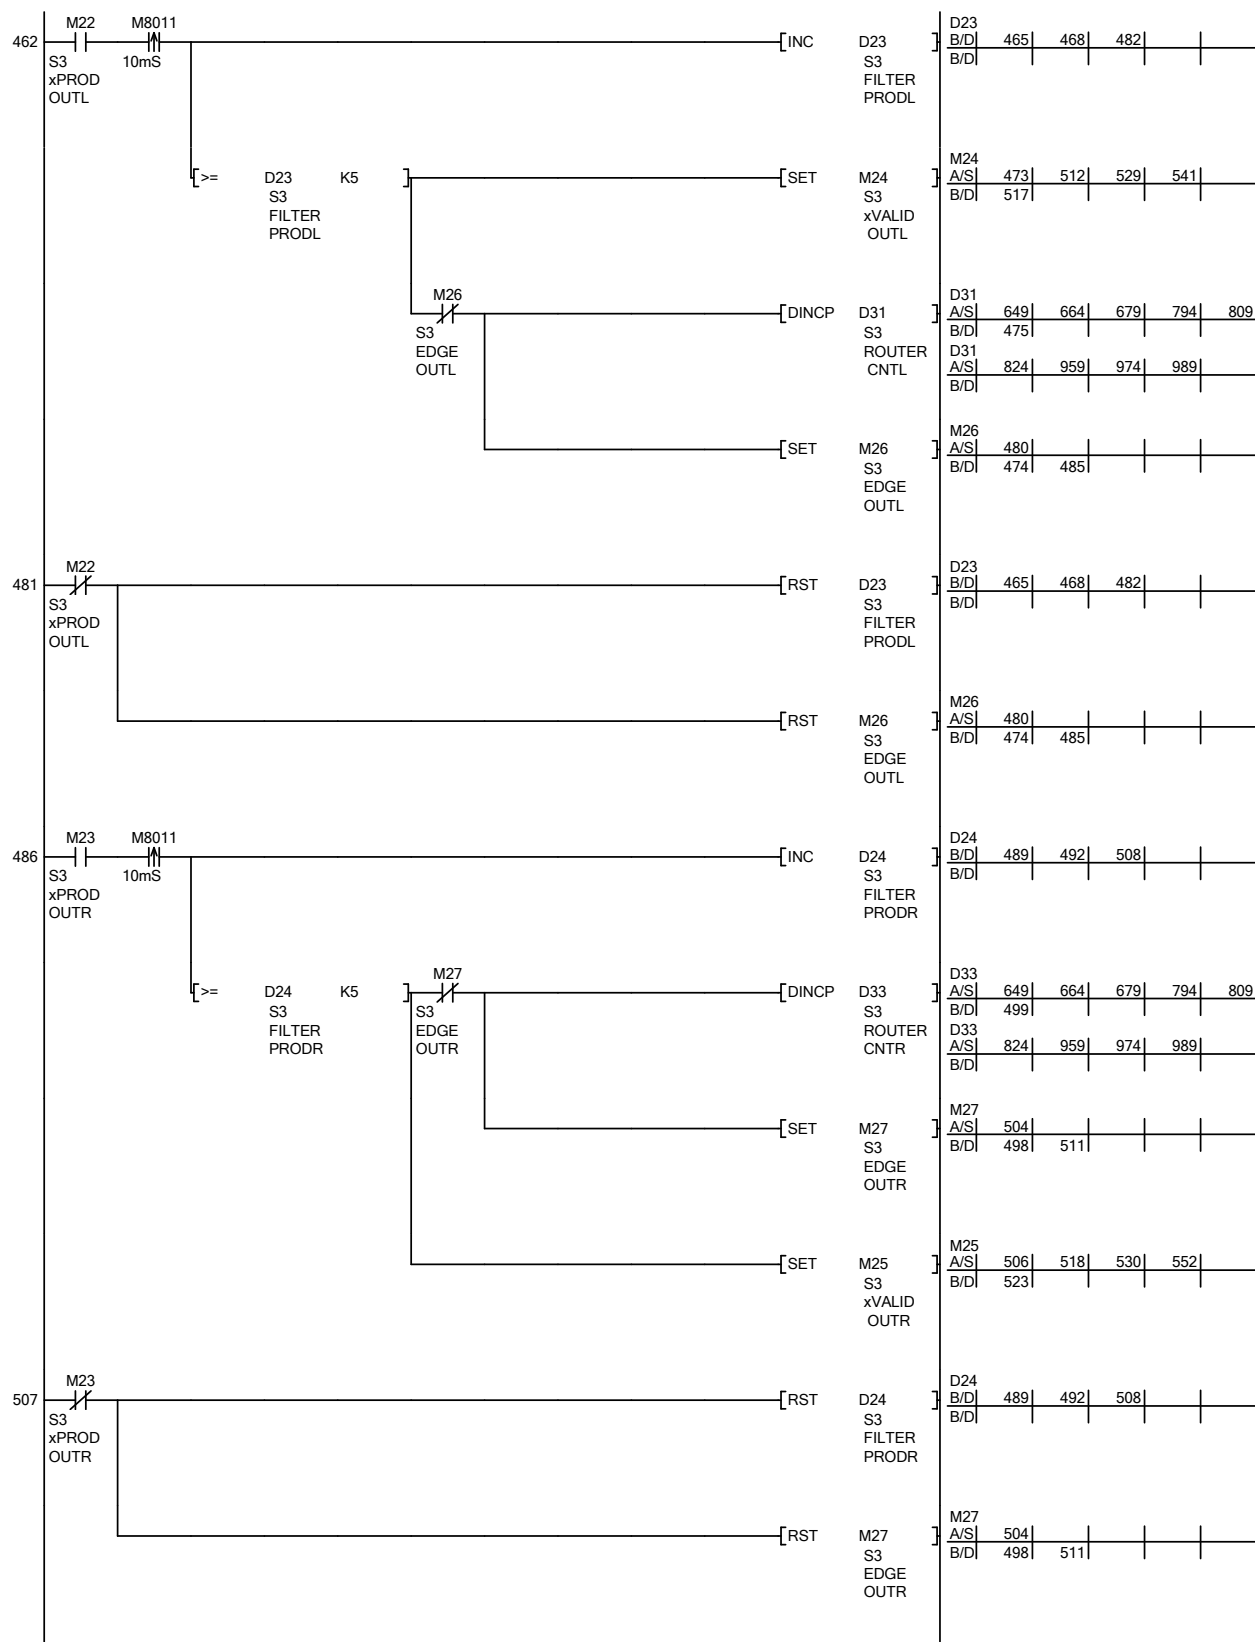 M22 M8011 D23
462 [INC D23 ] B/D 465 468 482
S3 10mS S3 B/D
xPROD FILTER
OUTL PRODL
M24
[>= D23 K5 ] [SET M24 ] A/S 473 512 529 541
S3 S3 B/D 517
FILTER xVALID
PRODL OUTL
M26 D31
[DINCP D31 ] A/S 649 664 679 794 809
S3 S3 B/D 475
EDGE ROUTER D31
OUTL CNTL A/S 824 959 974 989
B/D
M26
[SET M26 ] A/S 480
S3 B/D 474 485
EDGE
OUTL
M22 D23
481 [RST D23 ] B/D 465 468 482
S3 S3 B/D
xPROD FILTER
OUTL PRODL
M26
[RST M26 ] A/S 480
S3 B/D 474 485
EDGE
OUTL
M23 M8011 D24
486 [INC D24 ] B/D 489 492 508
S3 10mS S3 B/D
xPROD FILTER
OUTR PRODR
M27 D33
[>= D24 K5 ] [DINCP D33 ] A/S 649 664 679 794 809
S3 S3 S3 B/D 499
FILTER EDGE ROUTER D33
PRODR OUTR CNTR A/S 824 959 974 989
B/D
M27
[SET M27 ] A/S 504
S3 B/D 498 511
EDGE
OUTR
M25
[SET M25 ] A/S 506 518 530 552
S3 B/D 523
xVALID
OUTR
M23 D24
507 [RST D24 ] B/D 489 492 508
S3 S3 B/D
xPROD FILTER
OUTR PRODR
M27
[RST M27 ] A/S 504
S3 B/D 498 511
EDGE
OUTR